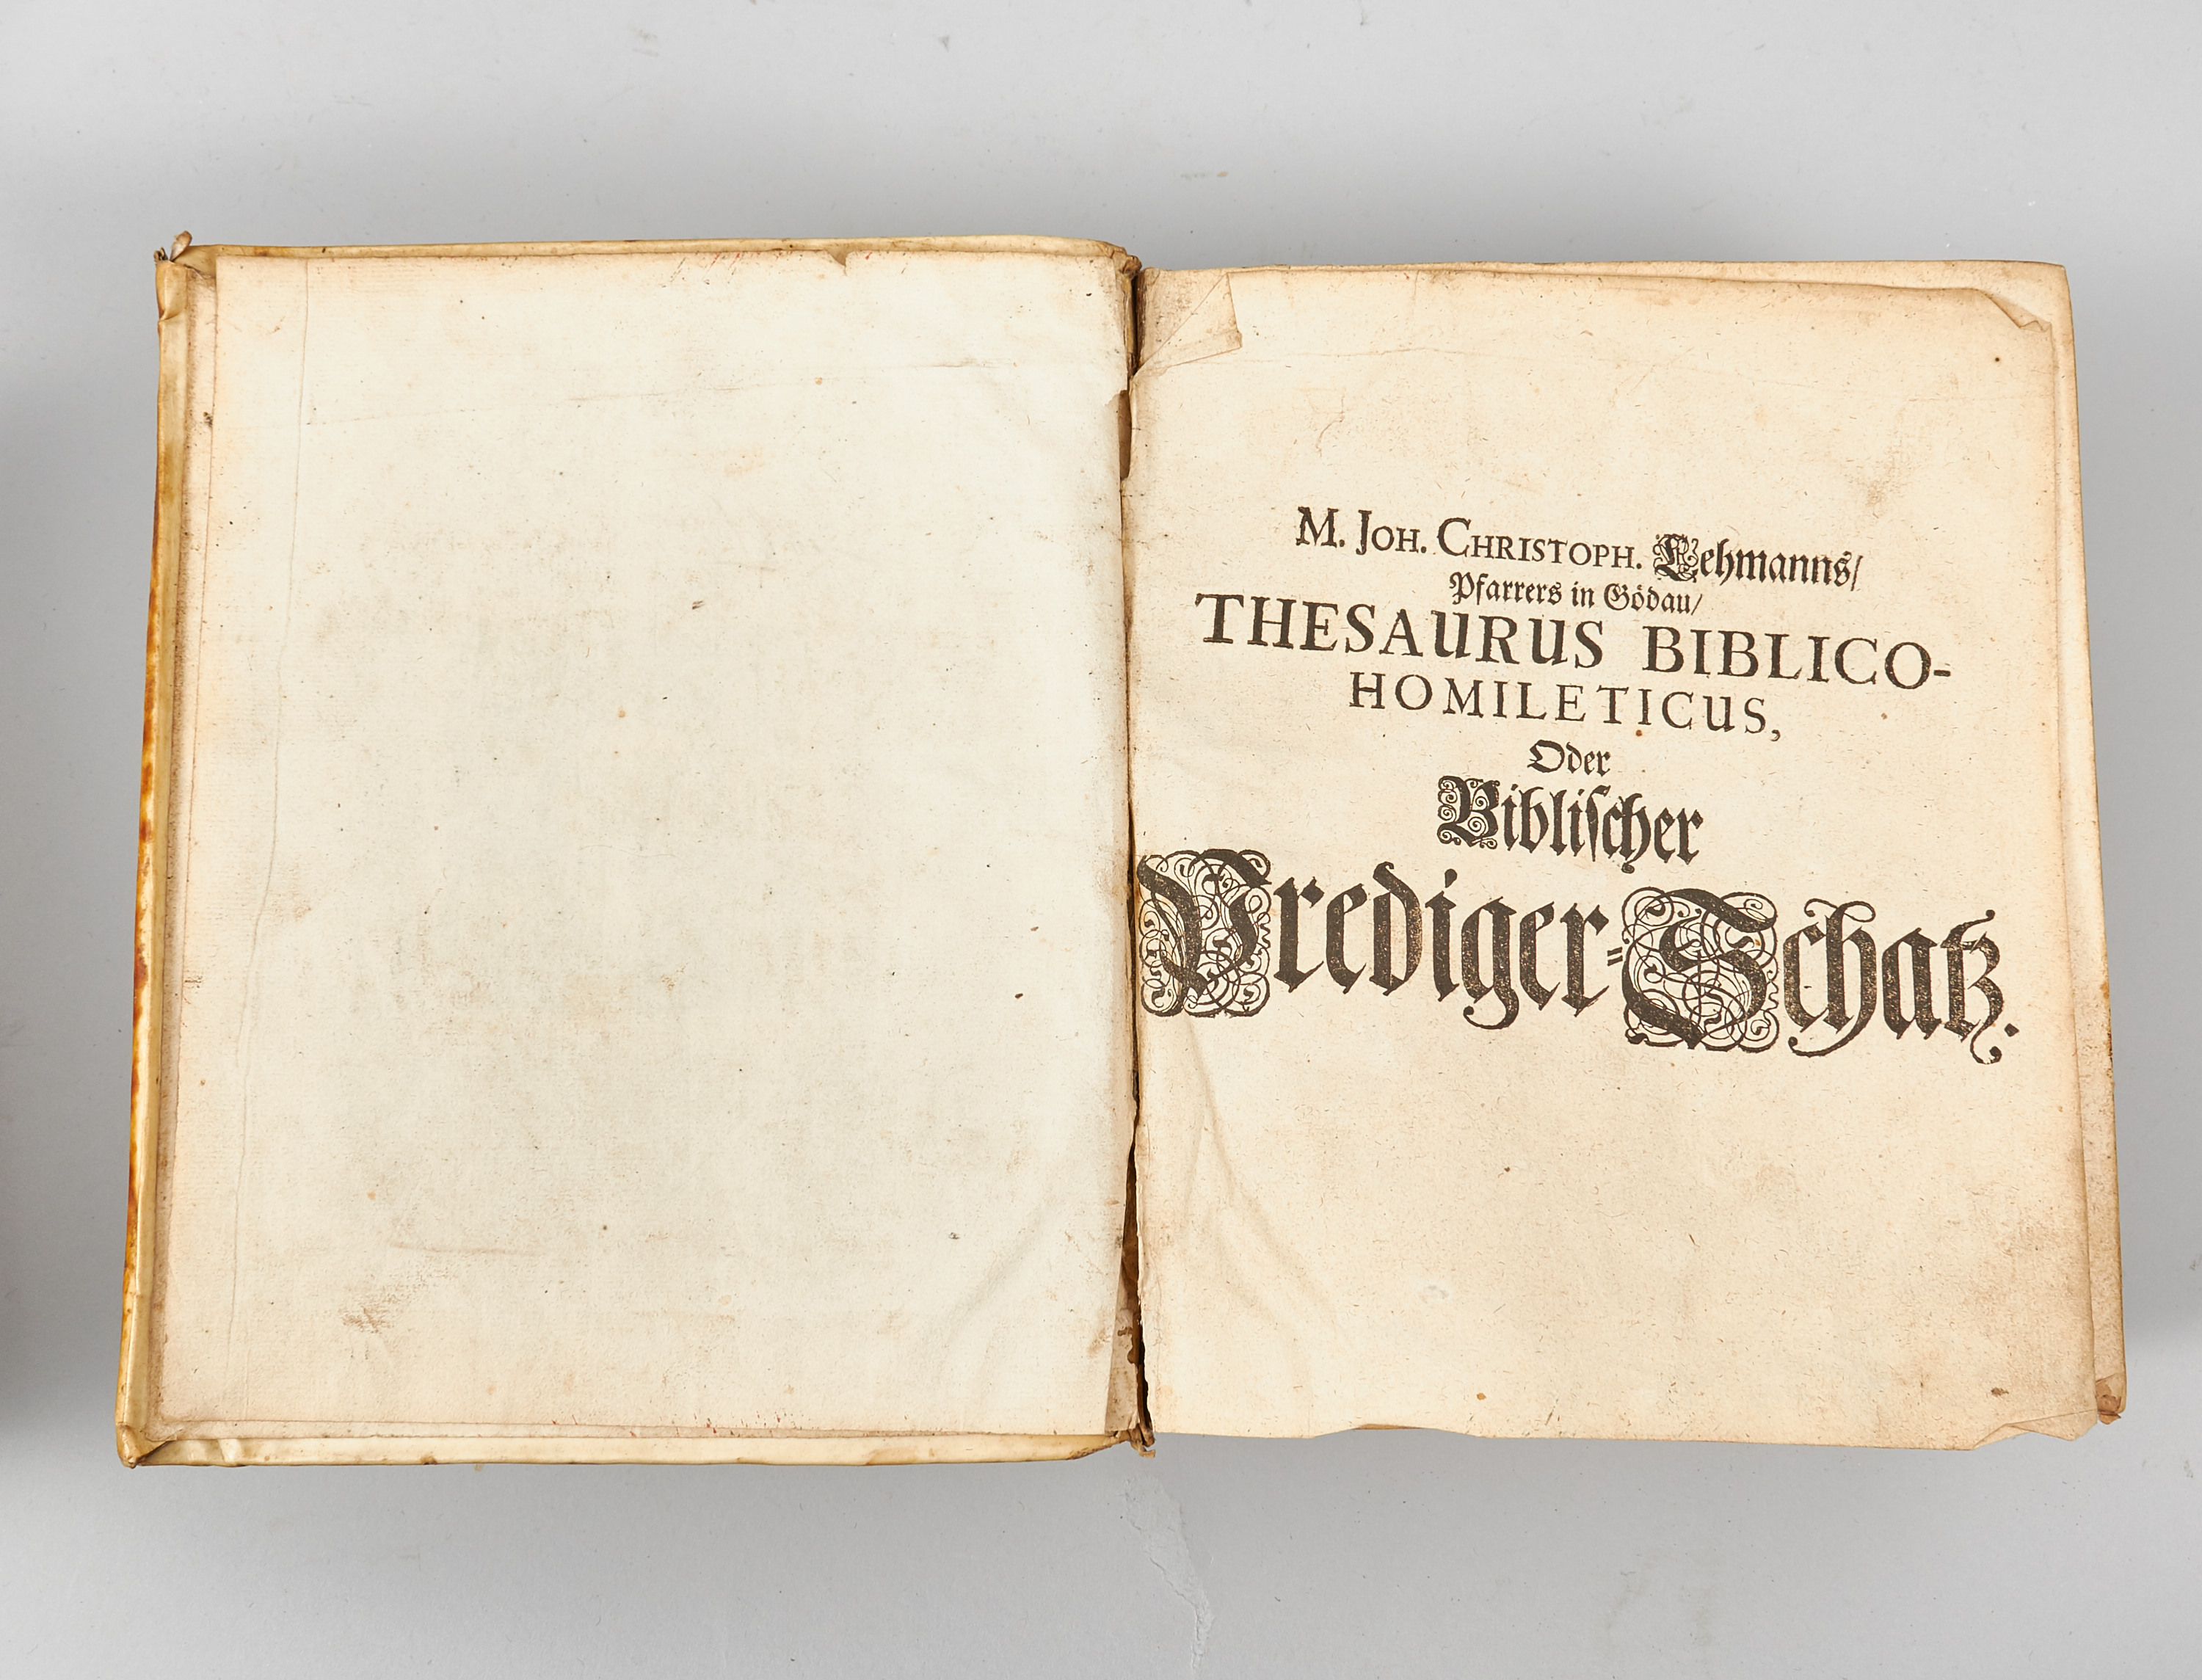 M. JOH. CHRISTOPH. Lehmanns/
Pfarrers in Gödau/
THESAURUS BIBLICO-
HOMILETICUS,
Oder
Bibliſcher
Prediger-Schatz.